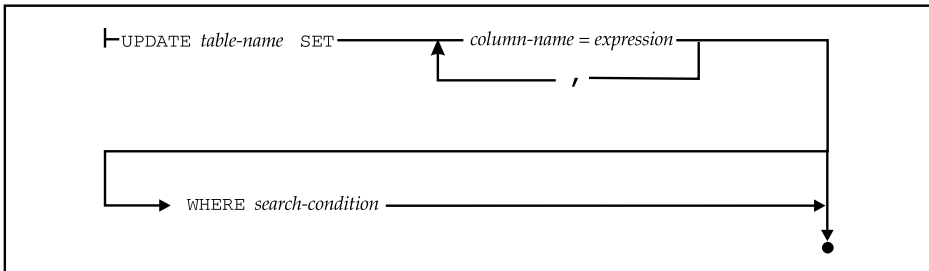 UPDATE table-name SET column-name = expression
,
WHERE search-condition